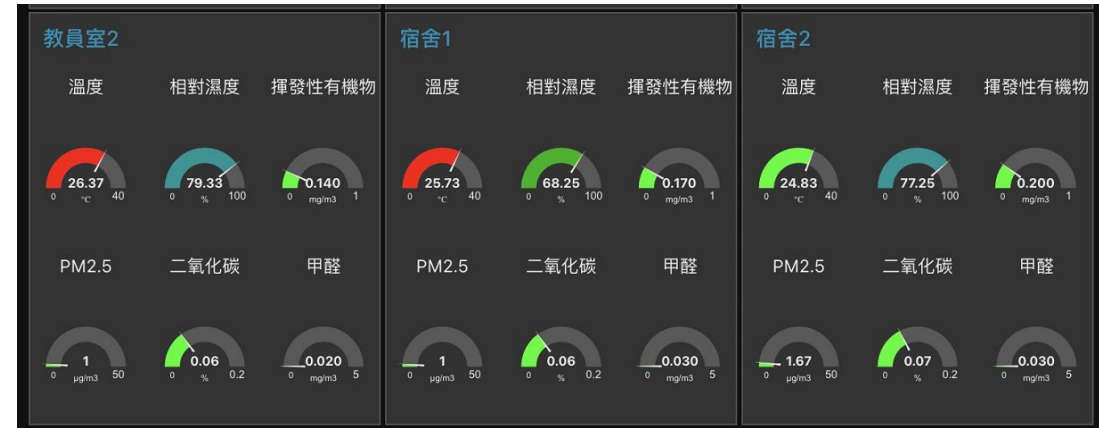 教員室2
溫度 相對濕度 揮發性有機物
26.37 79.33 0.140
0 ℃ 40 0 % 100 0 mg/m3 1
PM2.5 二氧化碳 甲醛
1 0.06 0.020
0 μg/m3 50 0 % 0.2 0 mg/m3 5
宿舍1
溫度 相對濕度 揮發性有機物
25.73 68.25 0.170
0 ℃ 40 0 % 100 0 mg/m3 1
PM2.5 二氧化碳 甲醛
1 0.06 0.030
0 μg/m3 50 0 % 0.2 0 mg/m3 5
宿舍2
溫度 相對濕度 揮發性有機物
24.83 77.25 0.200
0 ℃ 40 0 % 100 0 mg/m3 1
PM2.5 二氧化碳 甲醛
1.67 0.07 0.030
0 μg/m3 50 0 % 0.2 0 mg/m3 5